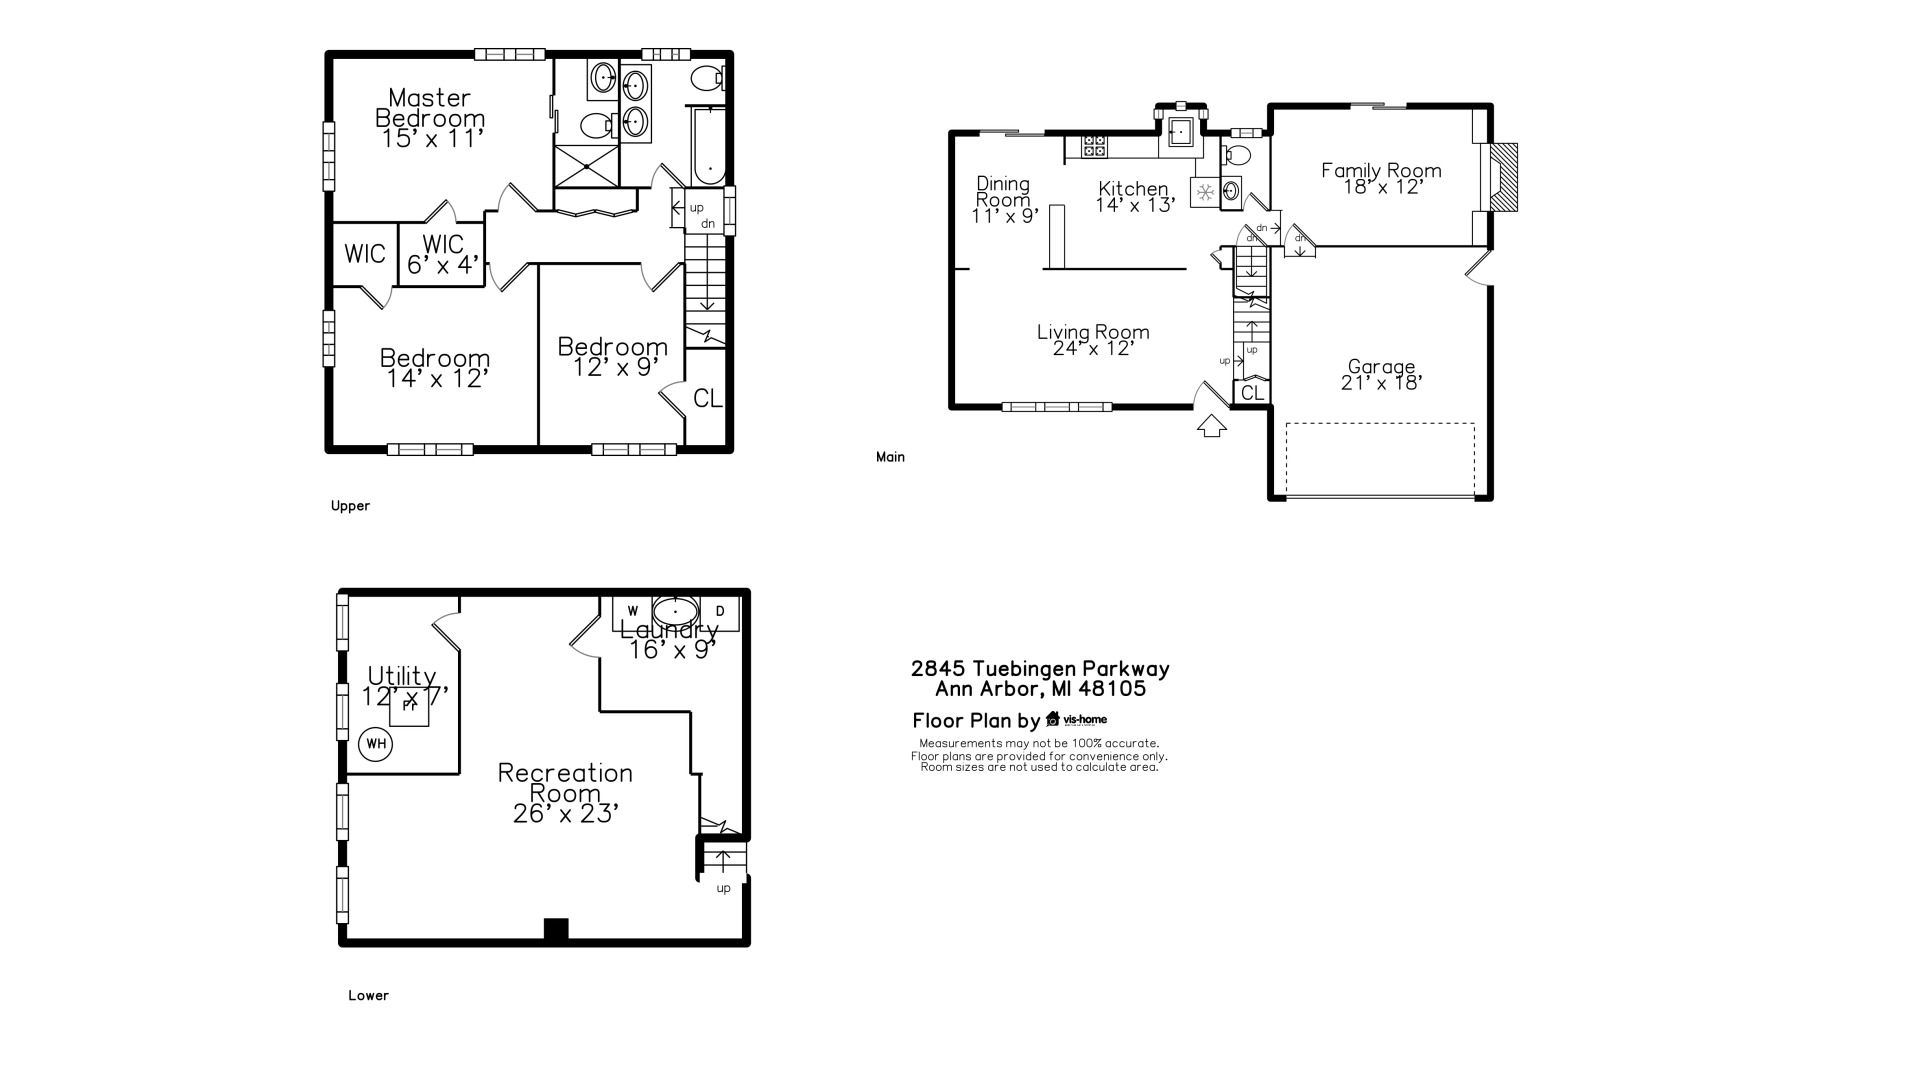 Master
Bedroom
15' x 11'
WIC
WIC
6' x 4'
up
dn
Bedroom
14' x 12'
Bedroom
12' x 9'
CL
Upper
Dining
Room
11' x 9'
Kitchen
14' x 13'
Family Room
18' x 12'
dn
dn
dn
Living Room
24' x 12'
up
up
CL
Garage
21' x 18'
Main
W
D
Laundry
16' x 9'
Utility
12' x 7'
WH
Recreation
Room
26' x 23'
up
Lower
2845 Tuebingen Parkway
Ann Arbor, MI 48105
Floor Plan by vis-home
Measurements may not be 100% accurate.
Floor plans are provided for convenience only.
Room sizes are not used to calculate area.